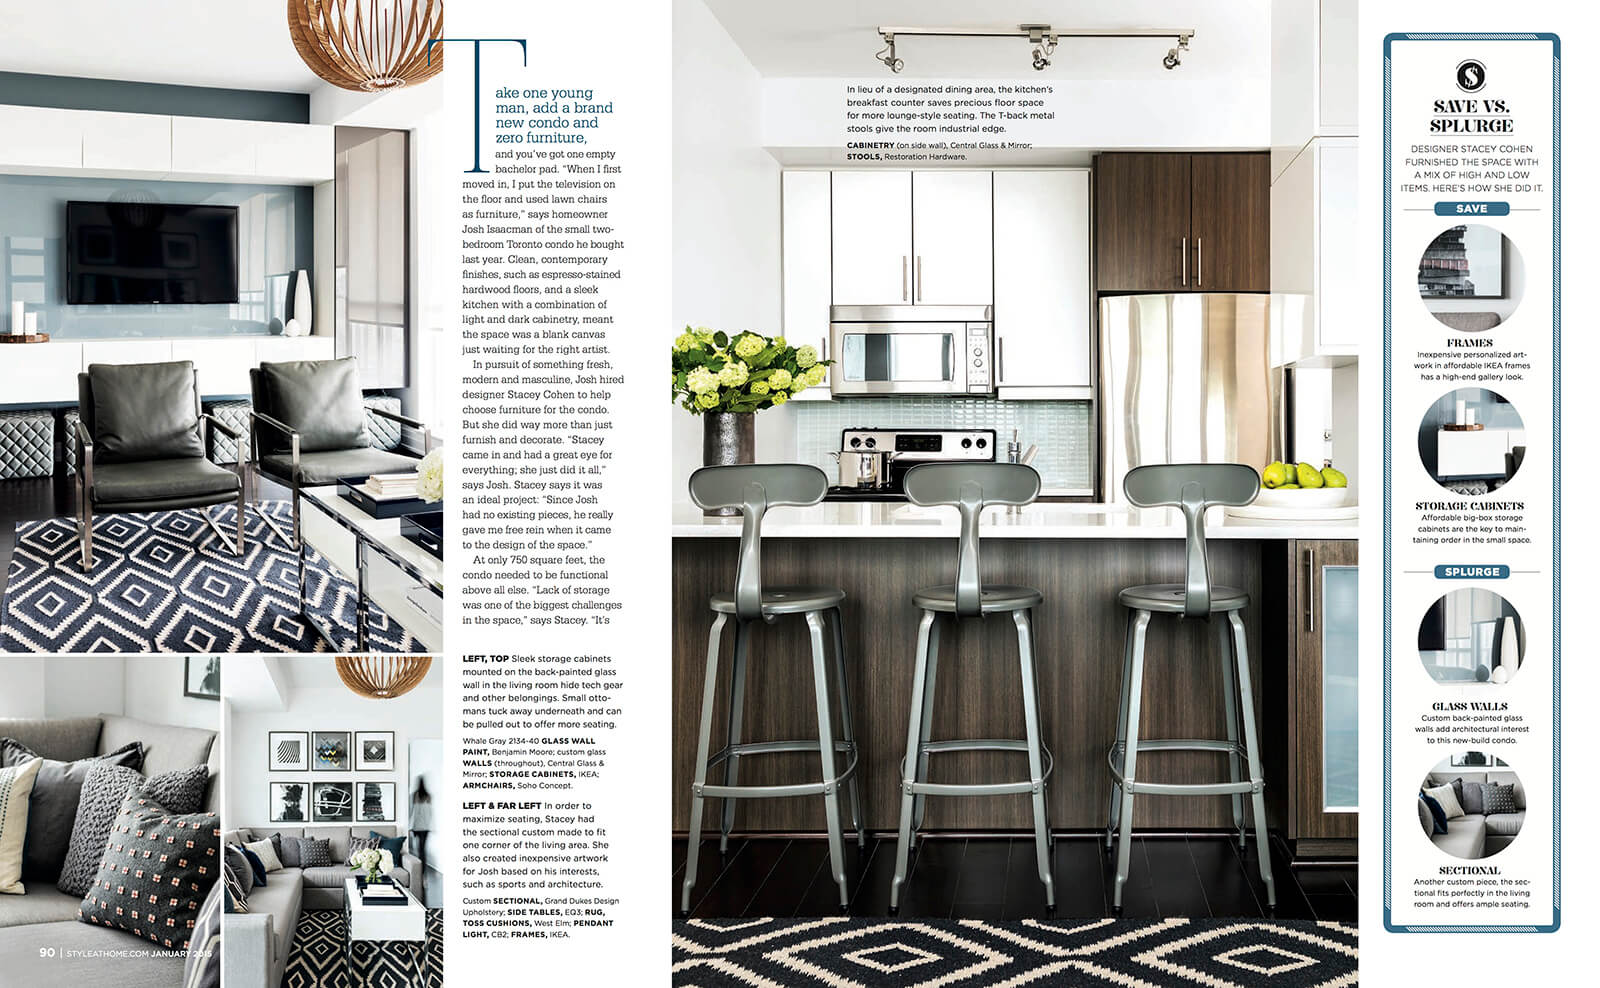 Take one young
man, add a brand
new condo and
zero furniture,
and you’ve got one empty
bachelor pad. “When I first
moved in, I put the television on
the floor and used lawn chairs
as furniture,” says homeowner
Josh Isaacman of the small two-
bedroom Toronto condo he bought
last year. Clean, contemporary
finishes, such as espresso-stained
hardwood floors, and a sleek
kitchen with a combination of
light and dark cabinetry, meant
the space was a blank canvas
just waiting for the right artist.
In pursuit of something fresh,
modern and masculine, Josh hired
designer Stacey Cohen to help
choose furniture for the condo.
But she did way more than just
furnish and decorate. “Stacey
came in and had a great eye for
everything; she just did it all,”
says Josh. Stacey says it was
an ideal project: “Since Josh
had no existing pieces, he really
gave me free rein when it came
to the design of the space.”
At only 750 square feet, the
condo needed to be functional
above all else. “Lack of storage
was one of the biggest challenges
in the space,” says Stacey. “It’s
LEFT, TOP Sleek storage cabinets
mounted on the back-painted glass
wall in the living room hide tech gear
and other belongings. Small otto-
mans tuck away underneath and can
be pulled out to offer more seating.
Whale Gray 2134-40 GLASS WALL
PAINT, Benjamin Moore; custom glass
WALLS (throughout), Central Glass &
Mirror; STORAGE CABINETS, IKEA;
ARMCHAIRS, Soho Concept.
LEFT & FAR LEFT In order to
maximize seating, Stacey had
the sectional custom made to fit
one corner of the living area. She
also created inexpensive artwork
for Josh based on his interests,
such as sports and architecture.
Custom SECTIONAL, Grand Dukes Design
Upholstery; SIDE TABLES, EQ3; RUG,
TOSS CUSHIONS, West Elm; PENDANT
LIGHT, CB2; FRAMES, IKEA.
90 | STYLEATHOME.COM JANUARY 2015
In lieu of a designated dining area, the kitchen’s
breakfast counter saves precious floor space
for more lounge-style seating. The T-back metal
stools give the room industrial edge.
CABINETRY (on side wall), Central Glass & Mirror;
STOOLS, Restoration Hardware.
$
SAVE VS.
SPLURGE
DESIGNER STACEY COHEN
FURNISHED THE SPACE WITH
A MIX OF HIGH AND LOW
ITEMS. HERE’S HOW SHE DID IT.
SAVE
FRAMES
Inexpensive personalized art-
work in affordable IKEA frames
has a high-end gallery look.
STORAGE CABINETS
Affordable big-box storage
cabinets are the key to main-
taining order in the small space.
SPLURGE
GLASS WALLS
Custom back-painted glass
walls add architectural interest
to this new-build condo.
SECTIONAL
Another custom piece, the sec-
tional fits perfectly in the living
room and offers ample seating.